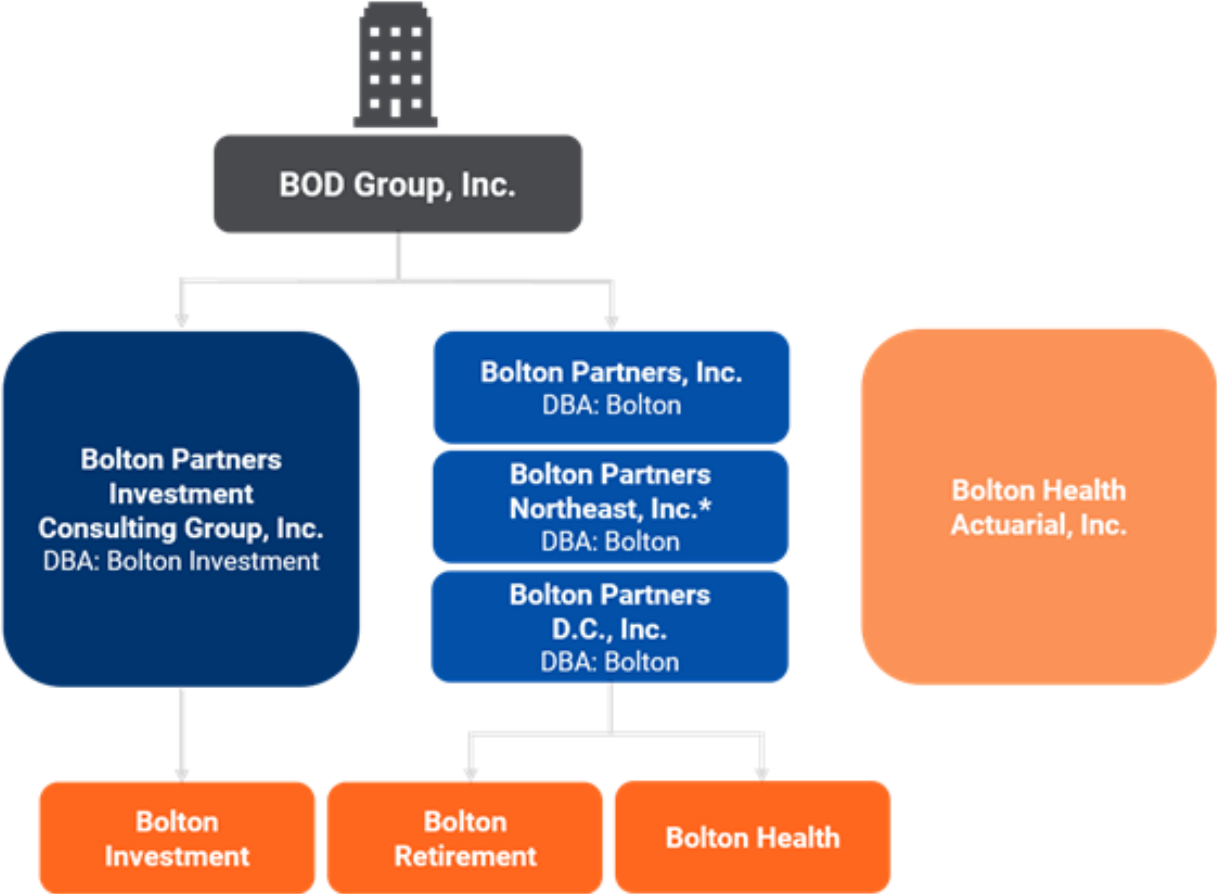 BOD Group, Inc.
Bolton Partners
Investment
Consulting Group, Inc.
DBA: Bolton Investment
Bolton Partners, Inc.
DBA: Bolton
Bolton Partners
Northeast, Inc.*
DBA: Bolton
Bolton Partners
D.C., Inc.
DBA: Bolton
Bolton Health
Actuarial, Inc.
Bolton
Investment
Bolton
Retirement
Bolton Health